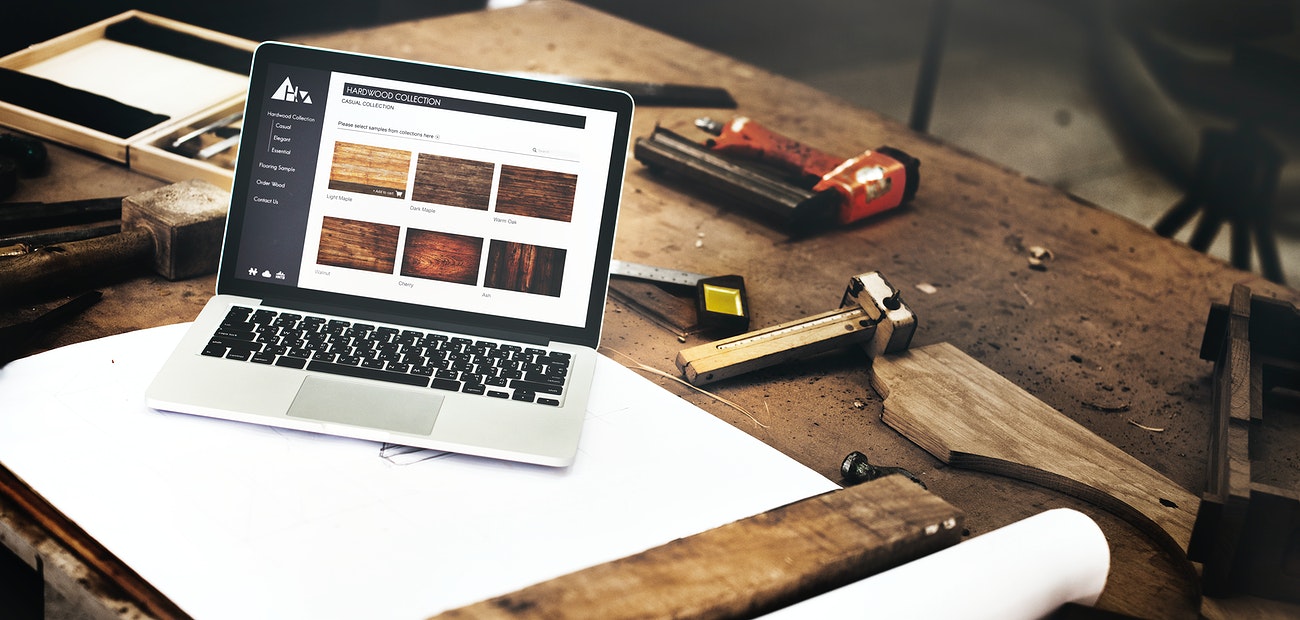 Hardwood Collection
Casual
Elegant
Essential
Flooring Sample
Order Wood
Contact Us
HARDWOOD COLLECTION
CASUAL COLLECTION
Please select samples from collections here
Search
+ Add to cart
Light Maple
Dark Maple
Warm Oak
Walnut
Cherry
Ash